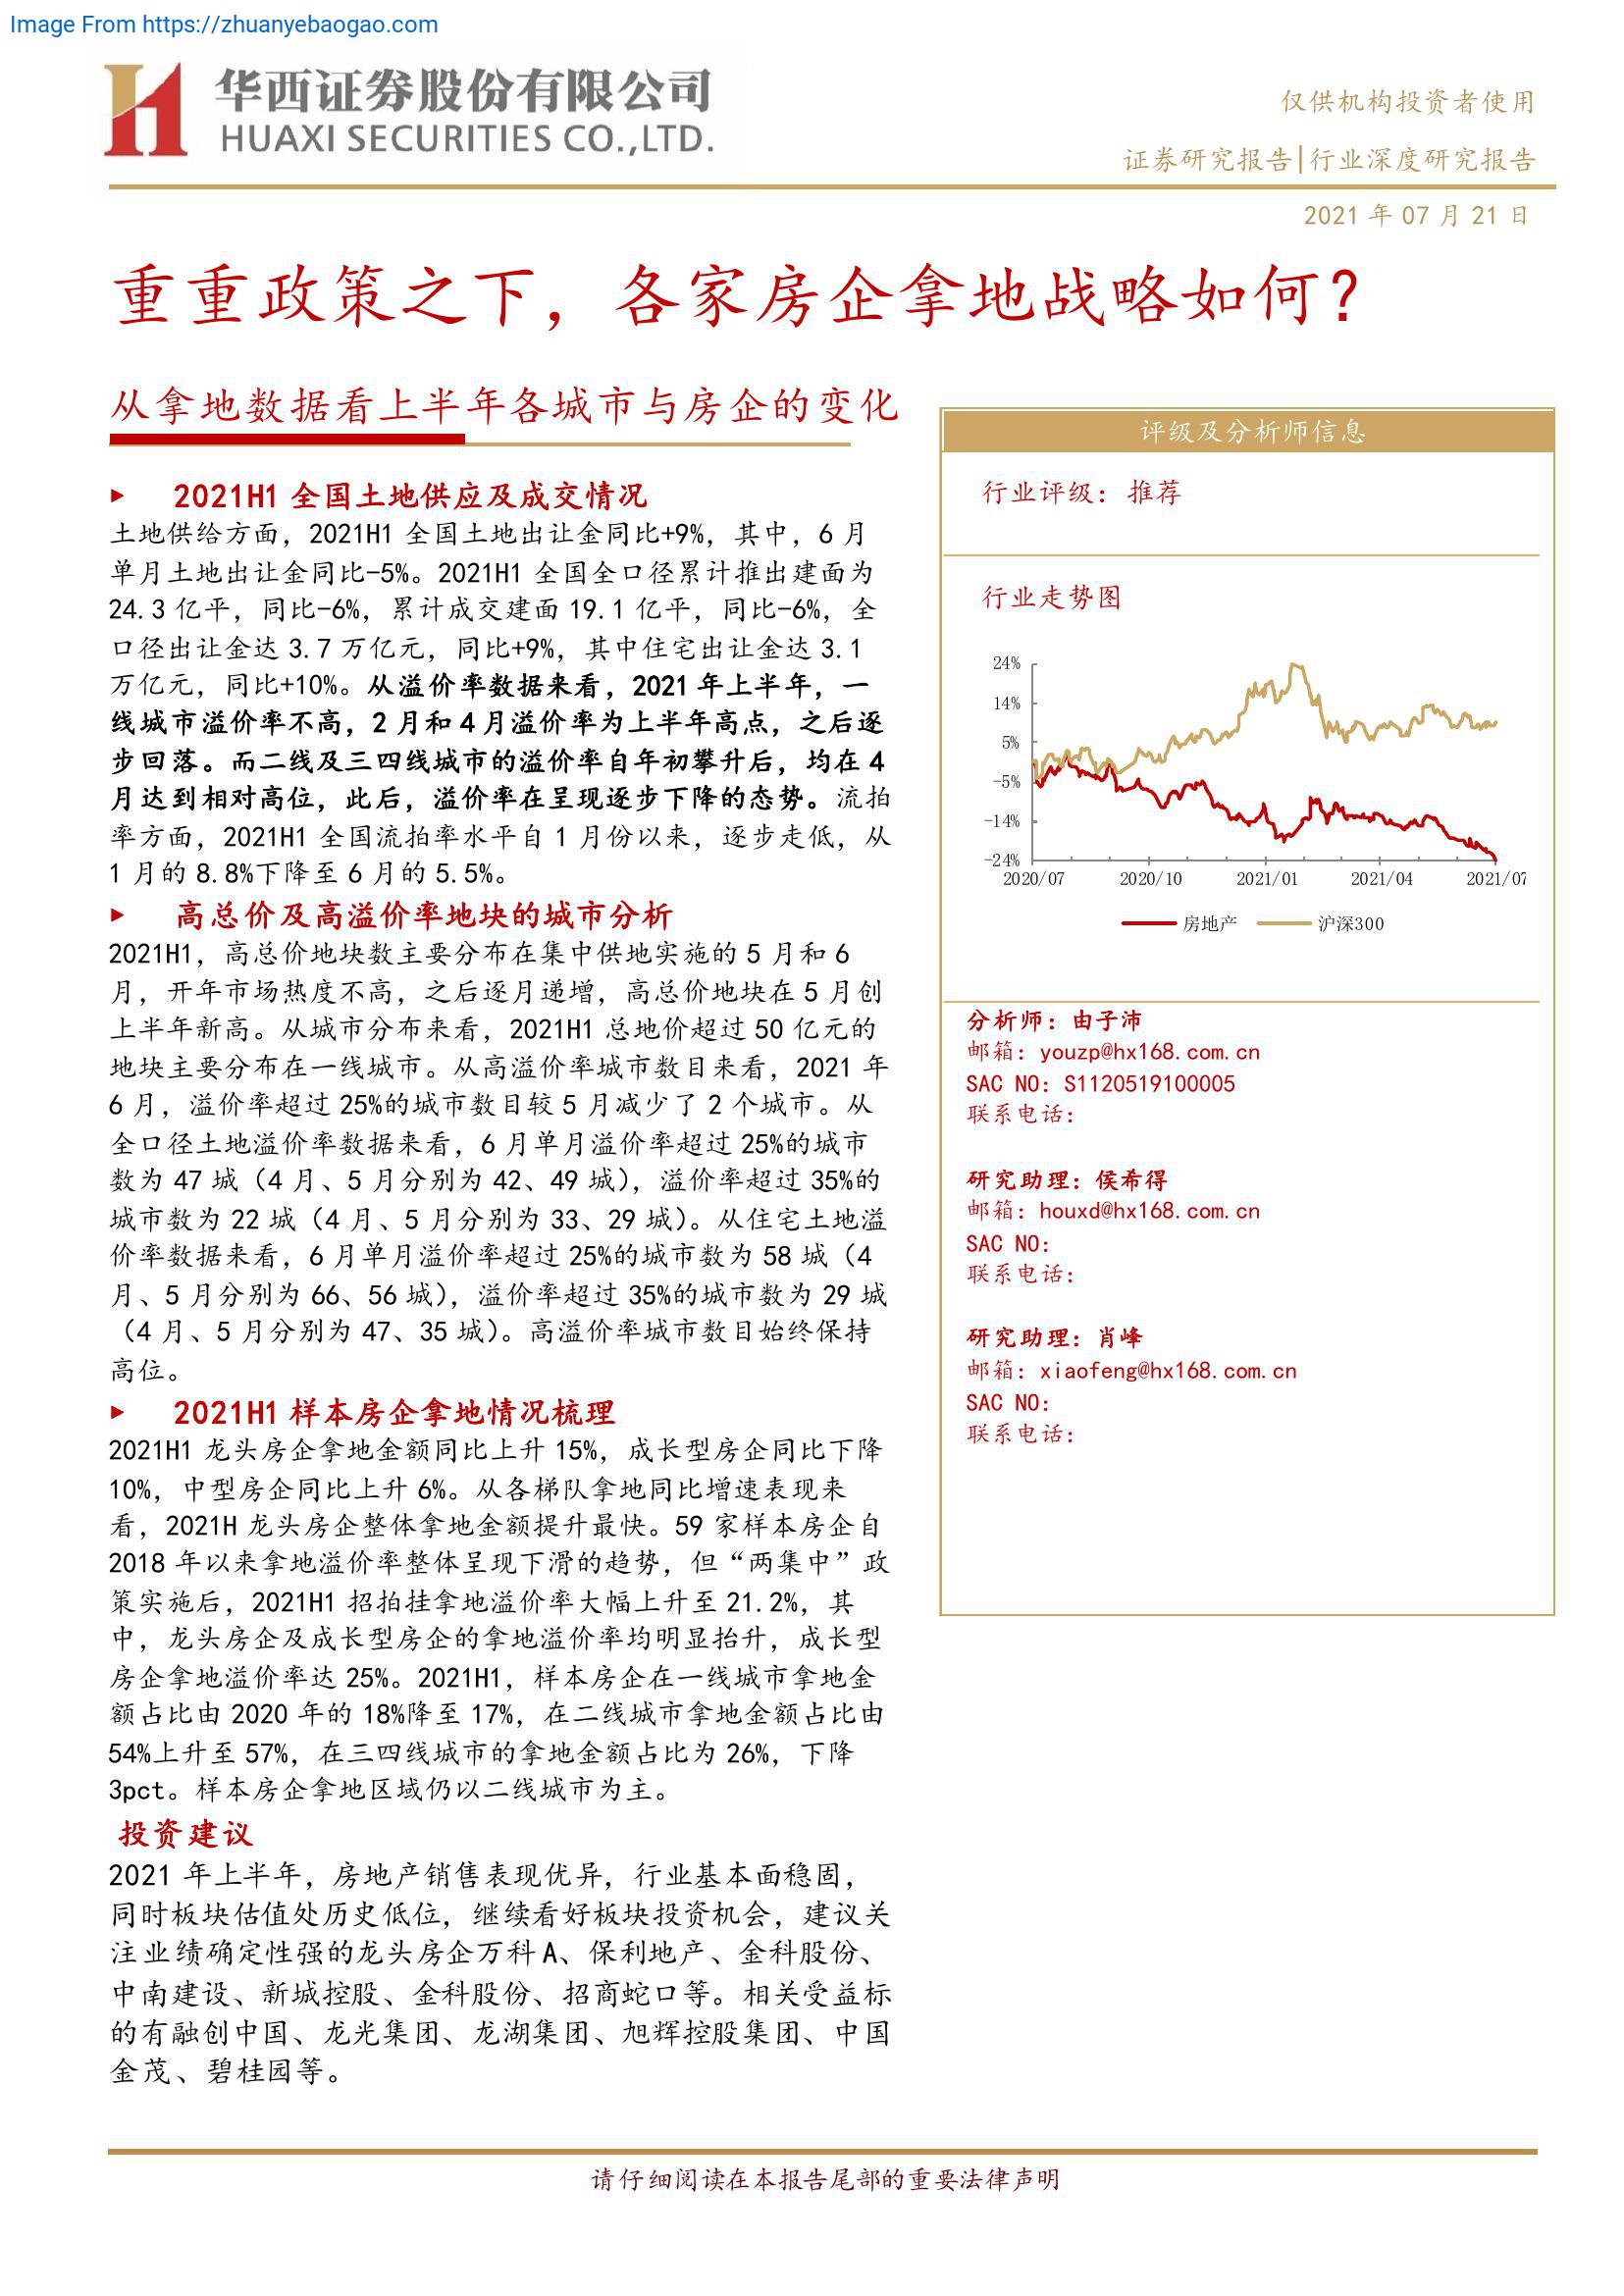 Image From https://zhuanyebaogao.com
华西证券股份有限公司
HUAXI SECURITIES CO.,LTD.
仅供机构投资者使用
证券研究报告|行业深度研究报告
2021 年 07 月 21 日
重重政策之下，各家房企拿地战略如何？
从拿地数据看上半年各城市与房企的变化
2021H1 全国土地供应及成交情况
土地供给方面，2021H1 全国土地出让金同比+9%，其中，6 月
单月土地出让金同比-5%。2021H1 全国全口径累计推出建面为
24.3 亿平，同比-6%，累计成交建面 19.1 亿平，同比-6%，全
口径出让金达 3.7 万亿元，同比+9%，其中住宅出让金达 3.1
万亿元，同比+10%。从溢价率数据来看，2021 年上半年，一
线城市溢价率不高，2 月和 4 月溢价率为上半年高点，之后逐
步回落。而二线及三四线城市的溢价率自年初攀升后，均在 4
月达到相对高位，此后，溢价率在呈现逐步下降的态势。流拍
率方面，2021H1 全国流拍率水平自 1 月份以来，逐步走低，从
1 月的 8.8%下降至 6 月的 5.5%。
高总价及高溢价率地块的城市分析
2021H1，高总价地块数主要分布在集中供地实施的 5 月和 6
月，开年市场热度不高，之后逐月递增，高总价地块在 5 月创
上半年新高。从城市分布来看，2021H1 总地价超过 50 亿元的
地块主要分布在一线城市。从高溢价率城市数目来看，2021 年
6 月，溢价率超过 25%的城市数目较 5 月减少了 2 个城市。从
全口径土地溢价率数据来看，6 月单月溢价率超过 25%的城市
数为 47 城（4 月、5 月分别为 42、49 城），溢价率超过 35%的
城市数为 22 城（4 月、5 月分别为 33、29 城）。从住宅土地溢
价率数据来看，6 月单月溢价率超过 25%的城市数为 58 城（4
月、5 月分别为 66、56 城），溢价率超过 35%的城市数为 29 城
（4 月、5 月分别为 47、35 城）。高溢价率城市数目始终保持
高位。
2021H1 样本房企拿地情况梳理
2021H1 龙头房企拿地金额同比上升 15%，成长型房企同比下降
10%，中型房企同比上升 6%。从各梯队拿地同比增速表现来
看，2021H 龙头房企整体拿地金额提升最快。59 家样本房企自
2018 年以来拿地溢价率整体呈现下滑的趋势，但“两集中”政
策实施后，2021H1 招拍挂拿地溢价率大幅上升至 21.2%，其
中，龙头房企及成长型房企的拿地溢价率均明显抬升，成长型
房企拿地溢价率达 25%。2021H1，样本房企在一线城市拿地金
额占比由 2020 年的 18%降至 17%，在二线城市拿地金额占比由
54%上升至 57%，在三四线城市的拿地金额占比为 26%，下降
3pct。样本房企拿地区域仍以二线城市为主。
投资建议
2021 年上半年，房地产销售表现优异，行业基本面稳固，
同时板块估值处历史低位，继续看好板块投资机会，建议关
注业绩确定性强的龙头房企万科 A、保利地产、金科股份、
中南建设、新城控股、金科股份、招商蛇口等。相关受益标
的有融创中国、龙光集团、龙湖集团、旭辉控股集团、中国
金茂、碧桂园等。
评级及分析师信息
行业评级：推荐
行业走势图
24%
14%
5%
-5%
-14%
-24%
2020/07 2020/10 2021/01 2021/04 2021/07
房地产 沪深300
分析师：由子沛
邮箱：youzp@hx168.com.cn
SAC NO：S1120519100005
联系电话：
研究助理：侯希得
邮箱：houxd@hx168.com.cn
SAC NO：
联系电话：
研究助理：肖峰
邮箱：xiaofeng@hx168.com.cn
SAC NO：
联系电话：
请仔细阅读在本报告尾部的重要法律声明